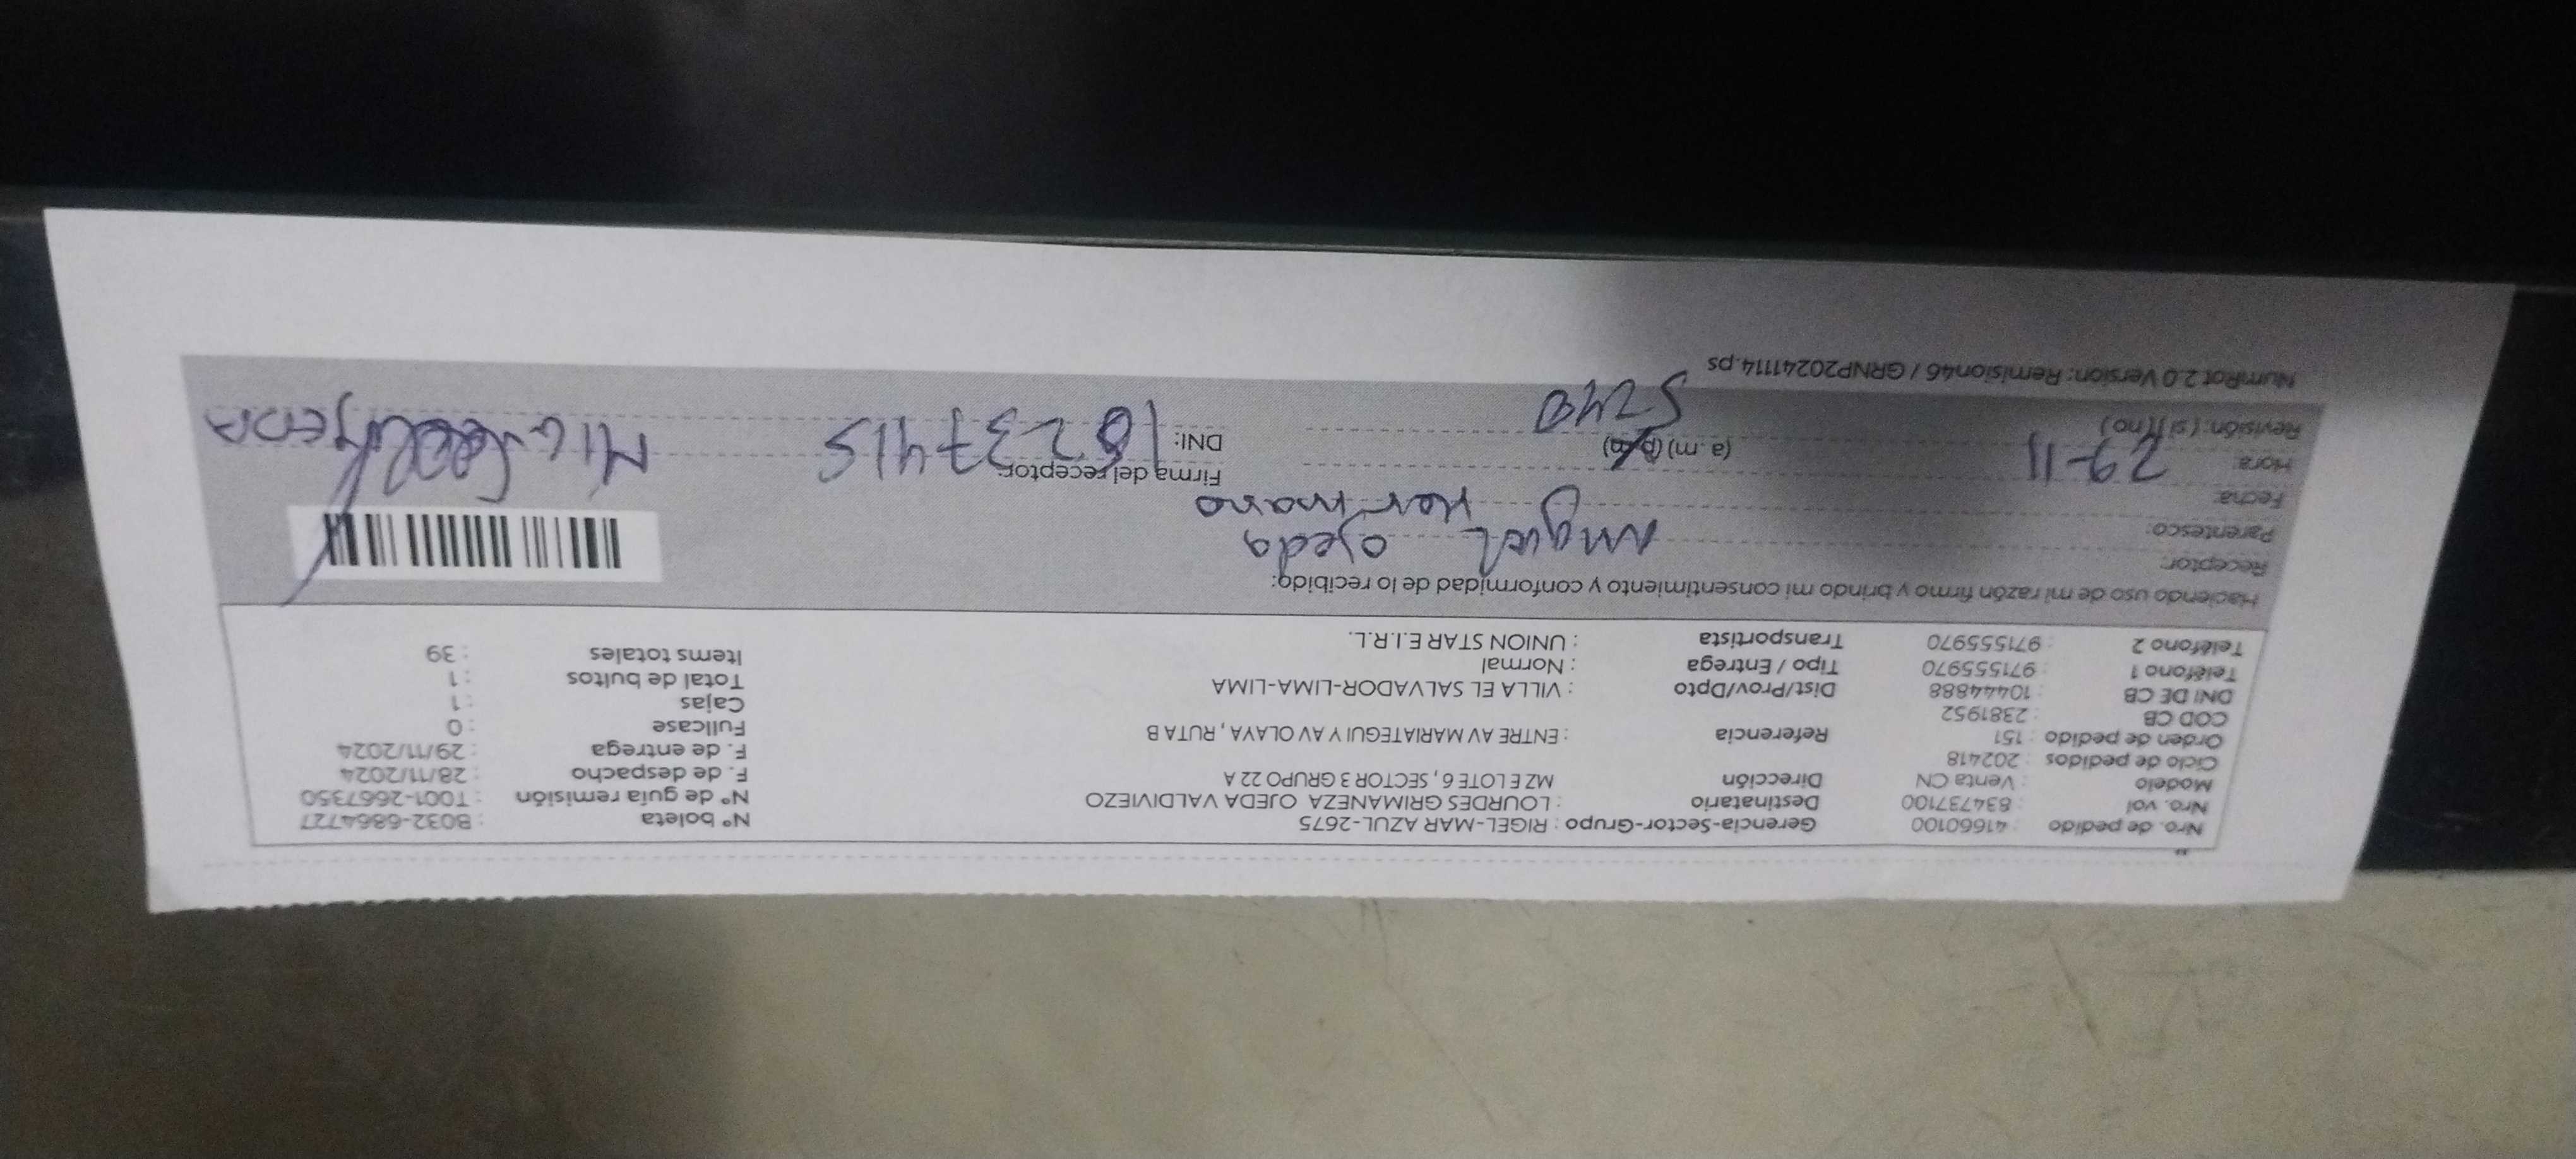 Nro. de pedido : 41660100 Gerencia-Sector-Grupo : RIGEL-MAR AZUL-2675 Nº boleta : B032-6864727
Nro. vol : 83473710​0 Destinatario : LOURDES GRIMANEZA OJEDA VALDIVIEZO Nº de guía remisión : T001-2667350
Modelo : Venta CN Dirección MZ E LOTE 6 , SECTOR 3 GRUPO 22 A F. de despacho : 28/11/2024
Ciclo de pedidos : 202418 F. de entrega : 29/11/2024
Orden de pedido : 151 Referencia : ENTRE AV MARIATEGUI Y AV OLAYA , RUTA B Fullcase : 0
COD CB : 2381952 Cajas : 1
DNI DE CB : 10444888 Dist/Prov/Dpto : VILLA EL SALVADOR-LIMA-LIMA Total de bultos : 1
Teléfono 1 : 971555970 Tipo / Entrega : Normal Items totales : 39
Teléfono 2 : 971555970 Transportista : UNION STAR E.I.R.L.
Haciendo uso de mi razón firmo y brindo mi consentimiento y conformidad de lo recibido:
Receptor: Miguel Ojeda
Parentesco: Hermano
Fecha: 29-11
Hora: (a.m) (p.m) Firma del receptor:
Revisión: ( si )( no ) 5240 DNI: 16237415
NumRot 2.0 Version: Remision46 / GRNP20241114.ps